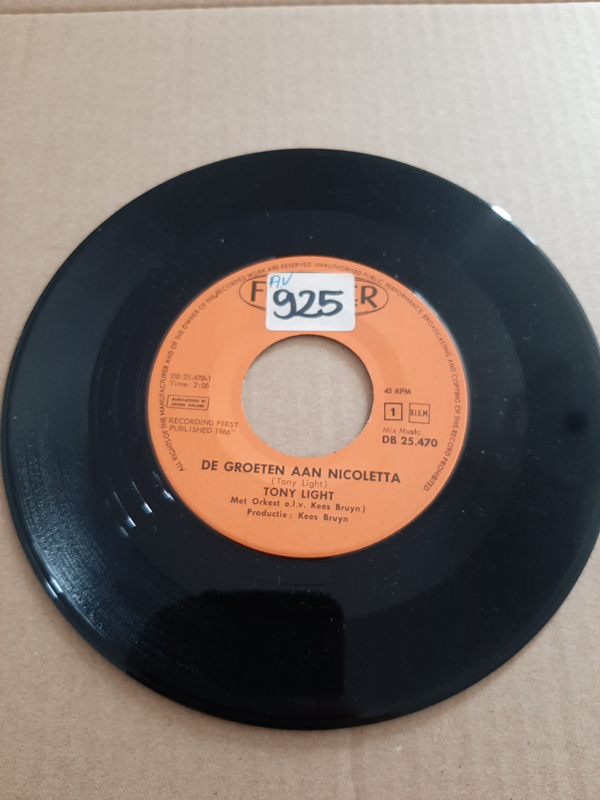 ALL RIGHTS OF THE MANUFACTURER AND OF THE OWNER OF THE RECORDED WORK ARE RESERVED. UNAUTHORISED PUBLIC PERFORMANCE, BROADCASTING AND COPYING OF THIS RECORD PROHIBITED
AV
925
DB 25.470-1
Time: 2:05
45 RPM
1
B.I.E.M.
"RECORDING FIRST
PUBLISHED 1966"
Mix Music
DB 25.470
DE GROETEN AAN NICOLETTA
(Tony Light)
TONY LIGHT
Met Orkest o.l.v. Kees Bruyn)
Productie: Kees Bruyn